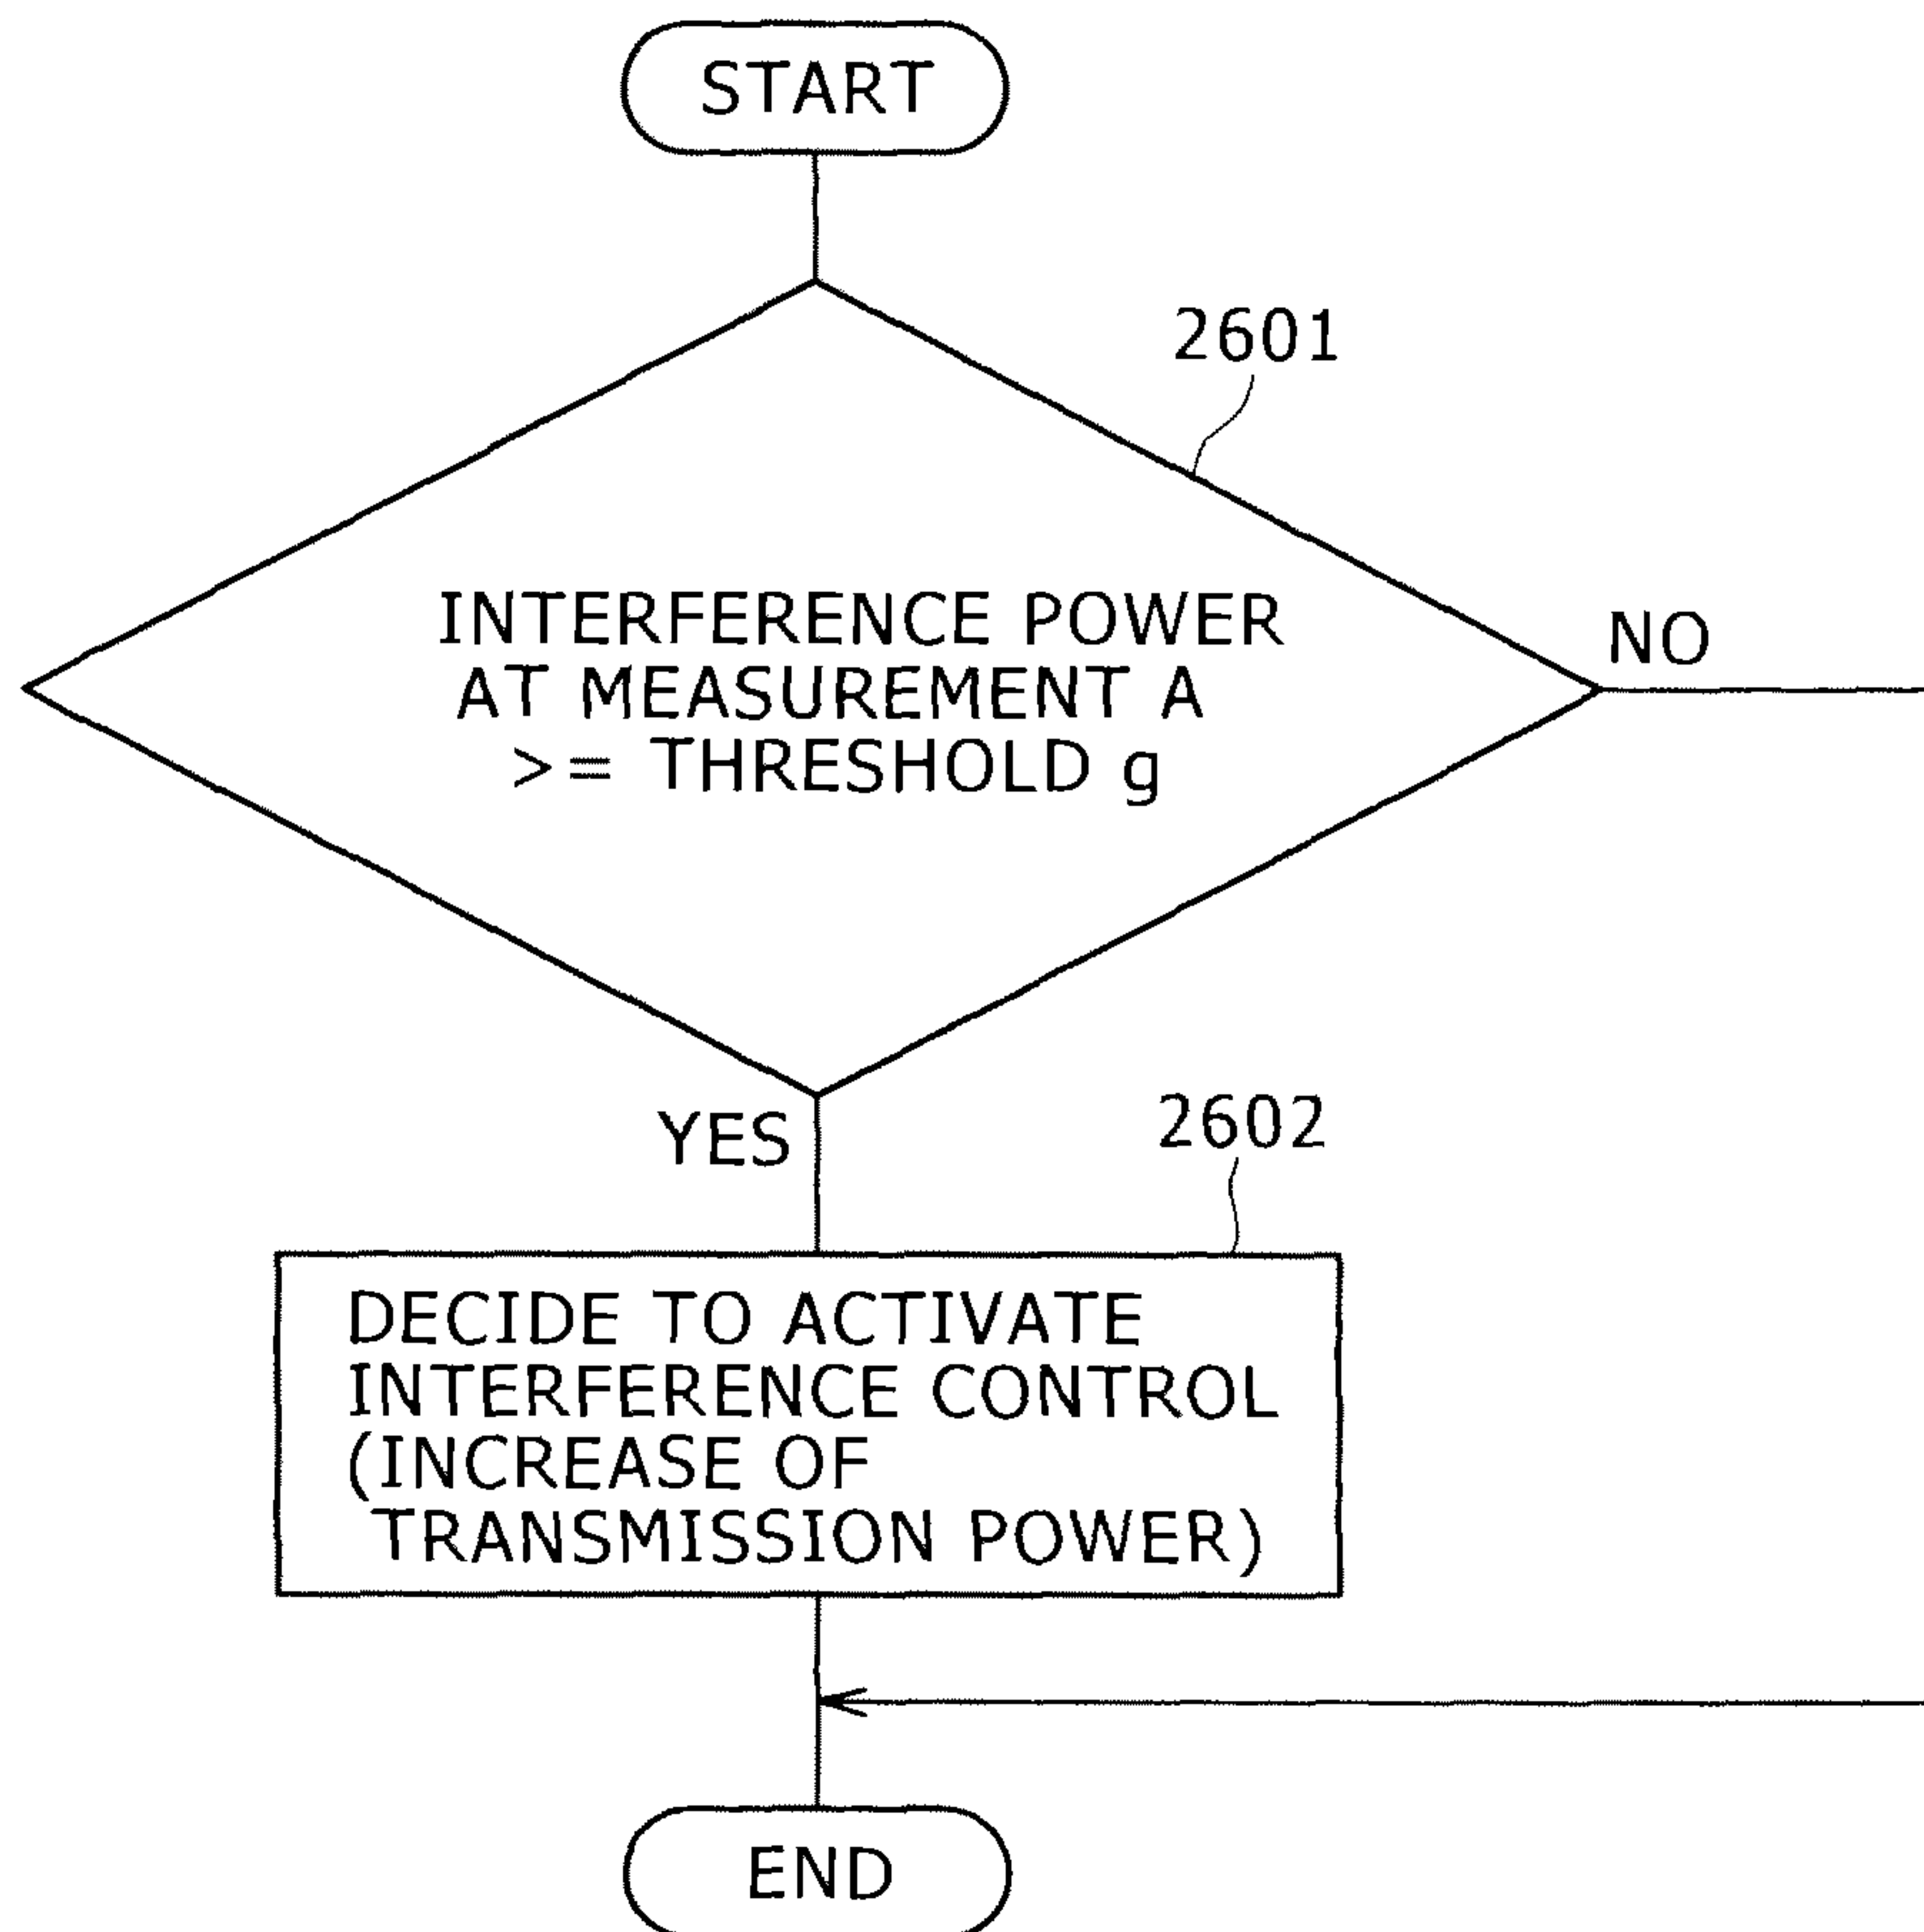 START
2601
INTERFERENCE POWER
AT MEASUREMENT A
>= THRESHOLD g
NO
YES
2602
DECIDE TO ACTIVATE
INTERFERENCE CONTROL
(INCREASE OF
TRANSMISSION POWER)
END